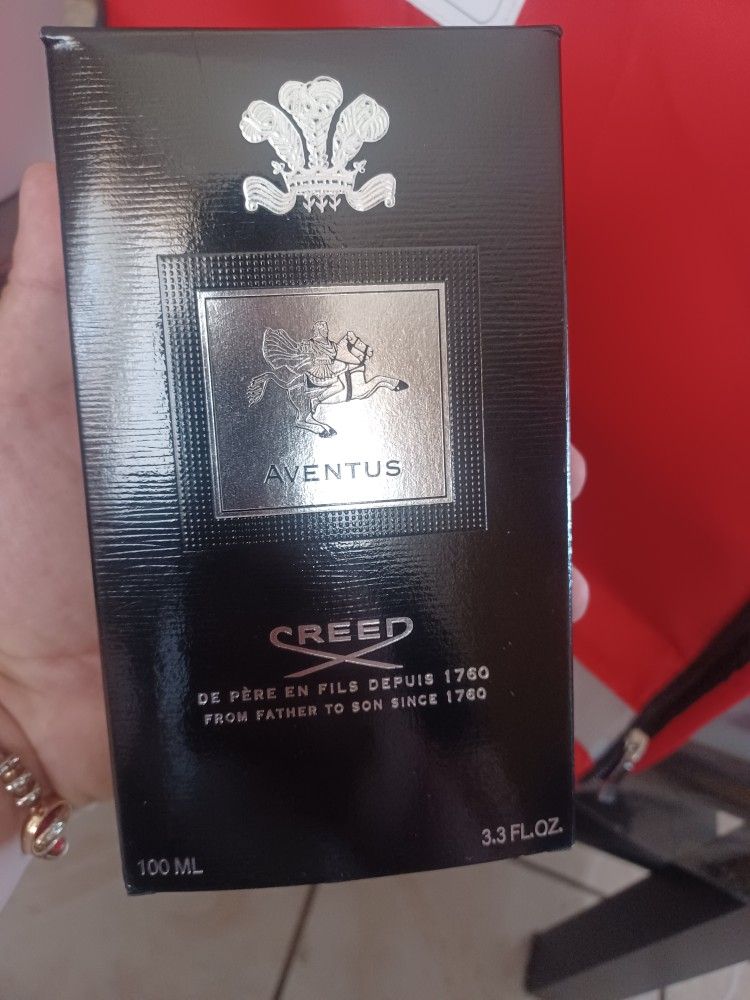 AVENTUS
CREED
DE PÈRE EN FILS DEPUIS 1760
FROM FATHER TO SON SINCE 1760
3.3 FL.OZ.
100 ML